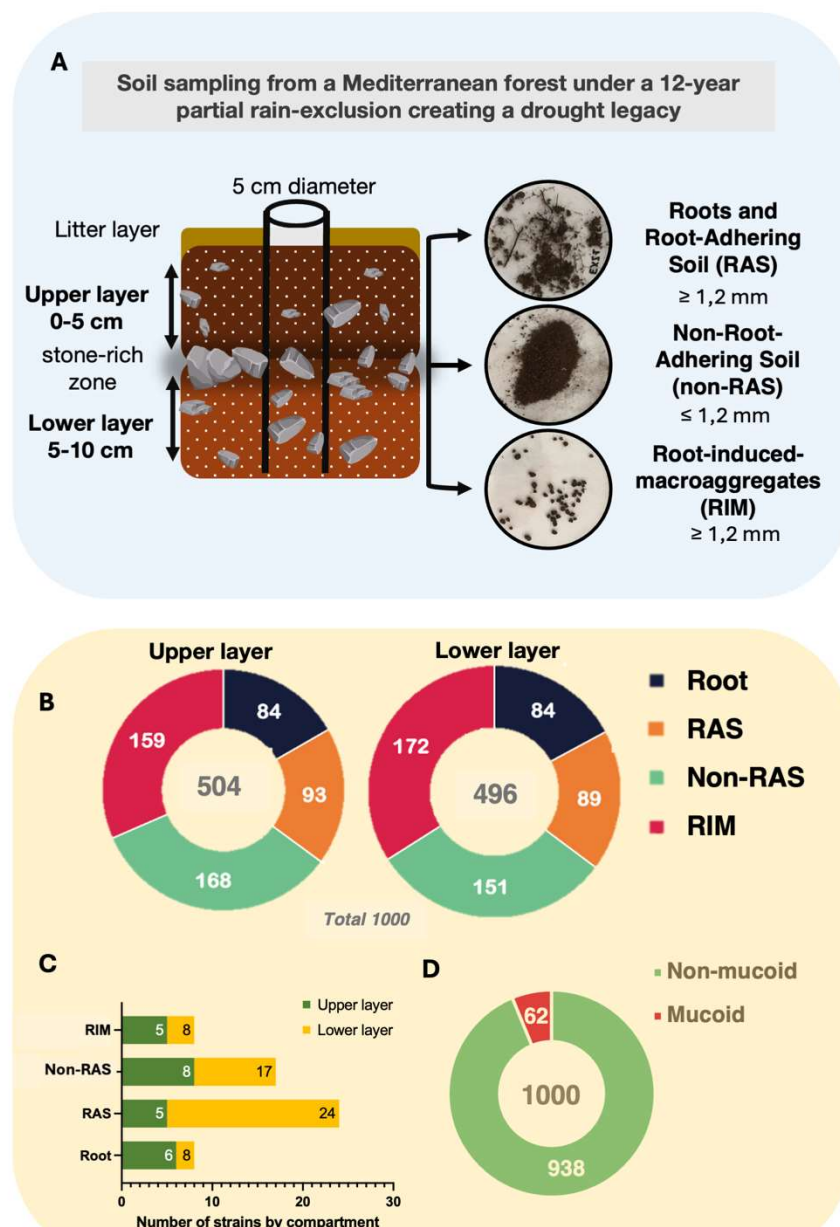 A
Soil sampling from a Mediterranean forest under a 12-year
partial rain-exclusion creating a drought legacy
5 cm diameter
Litter layer
Upper layer
0-5 cm
stone-rich
zone
Lower layer
5-10 cm
Roots and
Root-Adhering
Soil (RAS)
≥ 1,2 mm
Non-Root-
Adhering Soil
(non-RAS)
≤ 1,2 mm
Root-induced-
macroaggregates
(RIM)
≥ 1,2 mm
B
Upper layer
84
93
168
159
504
Lower layer
84
89
151
172
496
Root
RAS
Non-RAS
RIM
Total 1000
C
Upper layer
Lower layer
RIM 5 8
Non-RAS 8 17
RAS 5 24
Root 6 8
0 10 20 30
Number of strains by compartment
D
Non-mucoid
Mucoid
62
1000
938